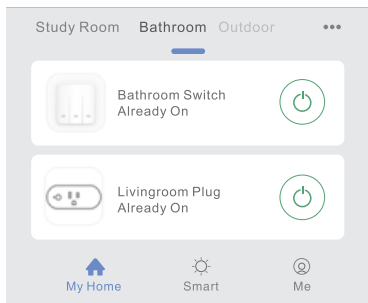 Study Room Bathroom Outdoor
Bathroom Switch
Already On
Livingroom Plug
Already On
My Home Smart Me